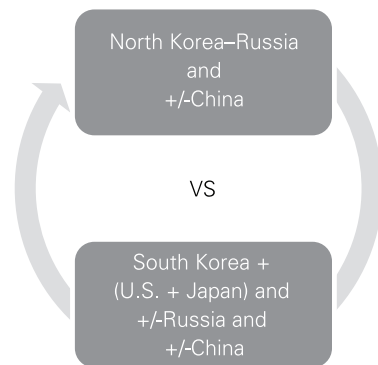 North Korea–Russia
and
+/-China
VS
South Korea +
(U.S. + Japan) and
+/-Russia and
+/-China